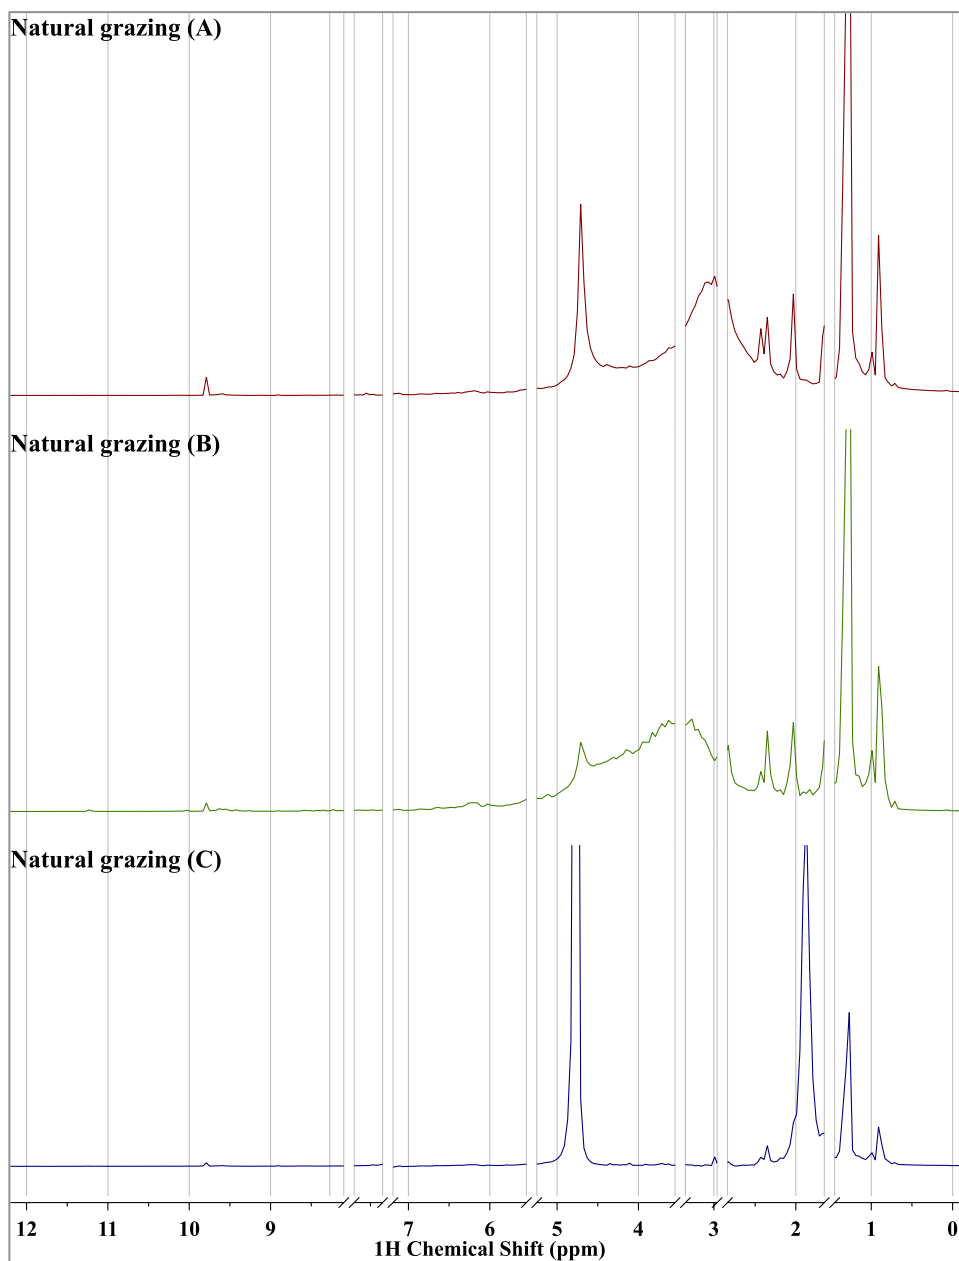 Natural grazing (A)
Natural grazing (B)
Natural grazing (C)
12 11 10 9 7 6 5 4 3 2 1 0
1H Chemical Shift (ppm)